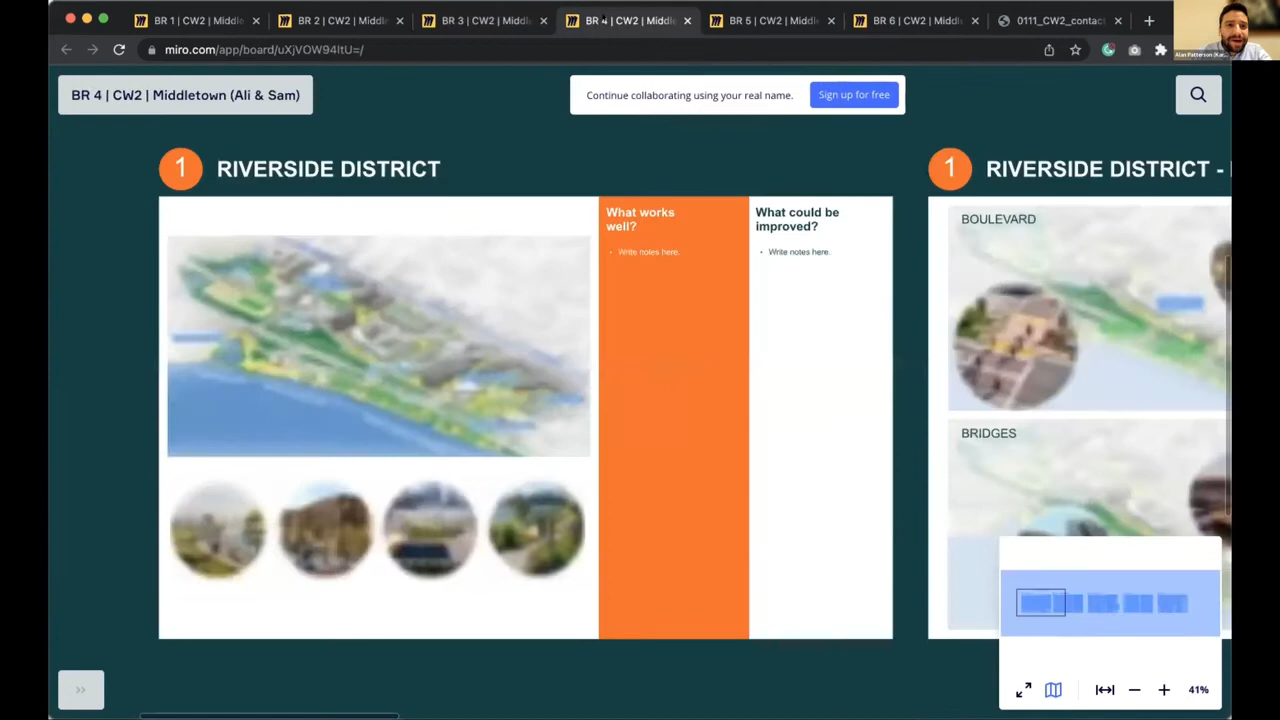 BR 1 | CW2 | Middle
BR 2 | CW2 | Middl
BR 3 | CW2 | Middl
BR 4 | CW2 | Middl
BR 5 | CW2 | Middl
BR 6 | CW2 | Middl
0111_CW2_contac
miro.com/app/board/uXjVOW94ItU=/
BR 4 | CW2 | Middletown (Ali & Sam)
Continue collaborating using your real name.
Sign up for free
1 RIVERSIDE DISTRICT
What works
well?
• Write notes here.
What could be
improved?
• Write notes here.
1 RIVERSIDE DISTRICT -
BOULEVARD
BRIDGES
41%